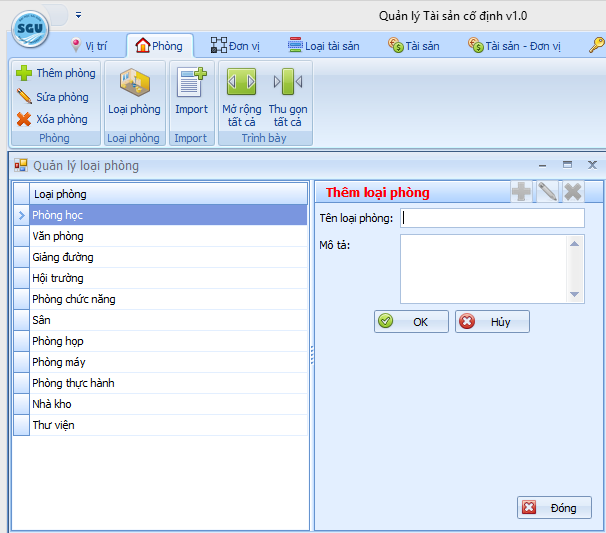 Quản lý Tài sản cố định v1.0
SGU
Vị trí Phòng Đơn vị Loại tài sản Tài sản Tài sản - Đơn vị
Thêm phòng
Sửa phòng
Xóa phòng
Loại phòng
Import
Mở rộng tất cả
Thu gọn tất cả
Phòng Loại phòng Import Trình bày
Quản lý loại phòng
Loại phòng
Phòng học
Văn phòng
Giảng đường
Hội trường
Phòng chức năng
Sân
Phòng họp
Phòng máy
Phòng thực hành
Nhà kho
Thư viện
Thêm loại phòng
Tên loại phòng:
Mô tả:
OK Hủy
Đóng